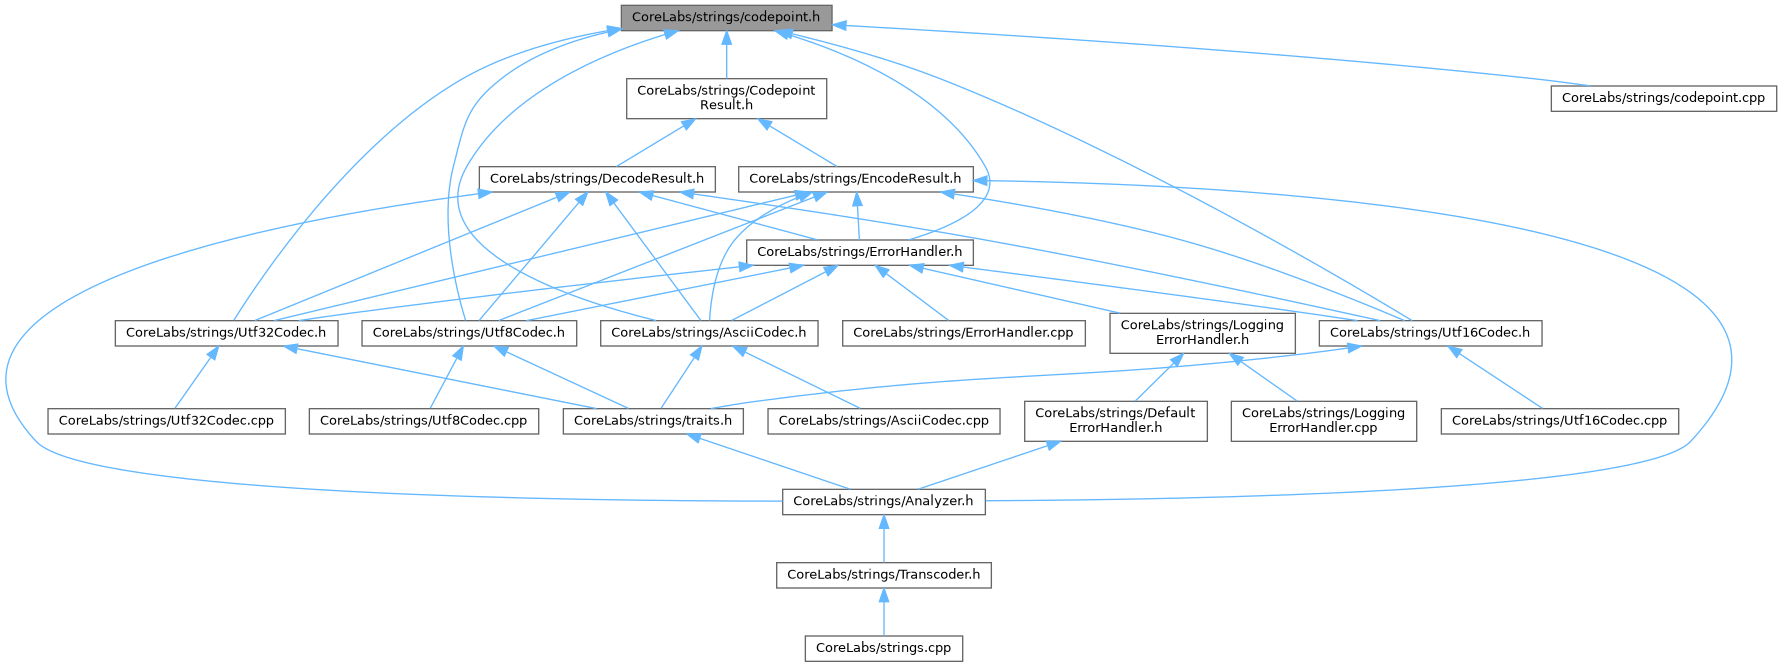 CoreLabs/strings/codepoint.h
CoreLabs/strings/Codepoint
Result.h
CoreLabs/strings/codepoint.cpp
CoreLabs/strings/DecodeResult.h
CoreLabs/strings/EncodeResult.h
CoreLabs/strings/ErrorHandler.h
CoreLabs/strings/Utf32Codec.h
CoreLabs/strings/Utf8Codec.h
CoreLabs/strings/AsciiCodec.h
CoreLabs/strings/ErrorHandler.cpp
CoreLabs/strings/Logging
ErrorHandler.h
CoreLabs/strings/Utf16Codec.h
CoreLabs/strings/Utf32Codec.cpp
CoreLabs/strings/Utf8Codec.cpp
CoreLabs/strings/traits.h
CoreLabs/strings/AsciiCodec.cpp
CoreLabs/strings/Default
ErrorHandler.h
CoreLabs/strings/Logging
ErrorHandler.cpp
CoreLabs/strings/Utf16Codec.cpp
CoreLabs/strings/Analyzer.h
CoreLabs/strings/Transcoder.h
CoreLabs/strings.cpp